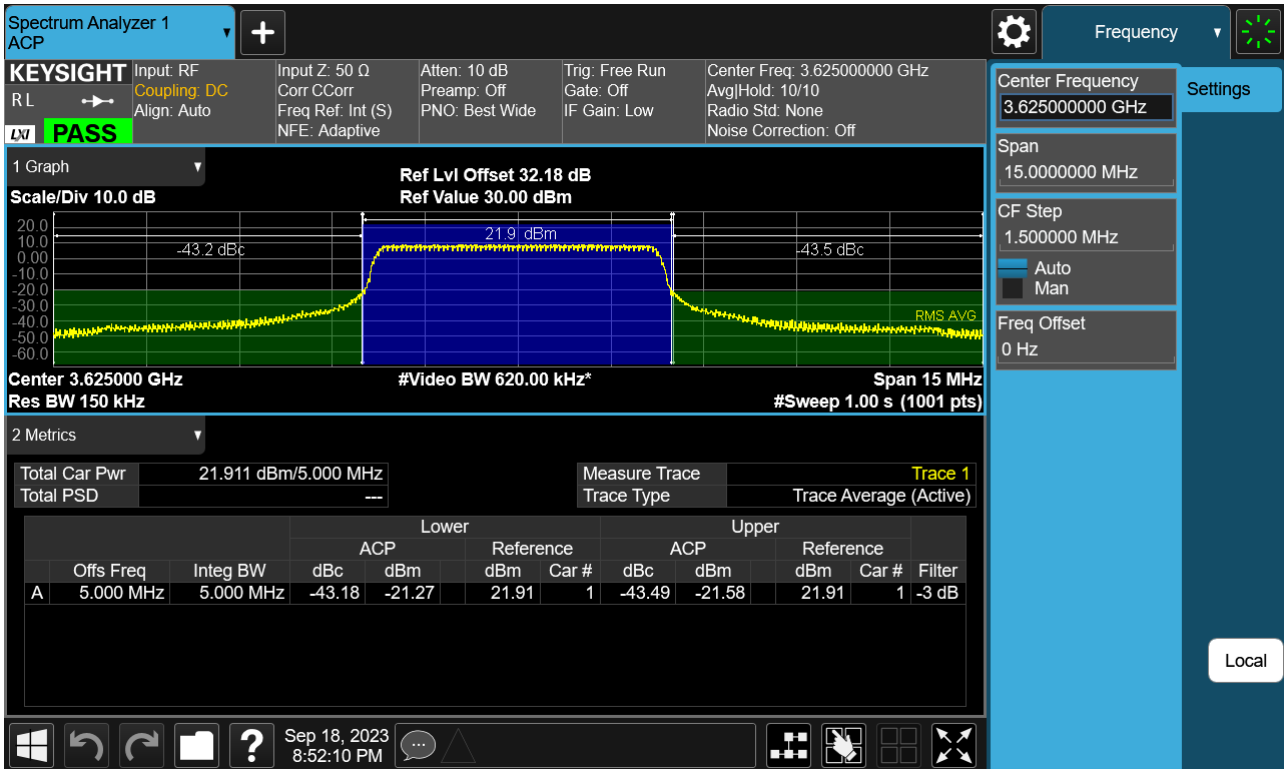 Spectrum Analyzer 1
ACP
Frequency
KEYSIGHT
R L
LXI
PASS
Input: RF
Coupling: DC
Align: Auto
Input Z: 50 Ω
Corr CCorr
Freq Ref: Int (S)
NFE: Adaptive
Atten: 10 dB
Preamp: Off
PNO: Best Wide
Trig: Free Run
Gate: Off
IF Gain: Low
Center Freq: 3.625000000 GHz
Avg|Hold: 10/10
Radio Std: None
Noise Correction: Off
Center Frequency
3.625000000 GHz
Settings
Span
15.0000000 MHz
CF Step
1.500000 MHz
Auto
Man
Freq Offset
0 Hz
1 Graph
Ref Lvl Offset 32.18 dB
Scale/Div 10.0 dB
Ref Value 30.00 dBm
20.0
10.0
0.00
-10.0
-20.0
-30.0
-40.0
-50.0
-60.0
-43.2 dBc
21.9 dBm
-43.5 dBc
RMS AVG
Center 3.625000 GHz
#Video BW 620.00 kHz*
Span 15 MHz
Res BW 150 kHz
#Sweep 1.00 s (1001 pts)
2 Metrics
Total Car Pwr 21.911 dBm/5.000 MHz
Total PSD ---
Measure Trace Trace 1
Trace Type Trace Average (Active)
Lower Upper
ACP Reference ACP Reference
Offs Freq Integ BW dBc dBm dBm Car # dBc dBm dBm Car # Filter
A 5.000 MHz 5.000 MHz -43.18 -21.27 21.91 1 -43.49 -21.58 21.91 1 -3 dB
Local
Sep 18, 2023
8:52:10 PM